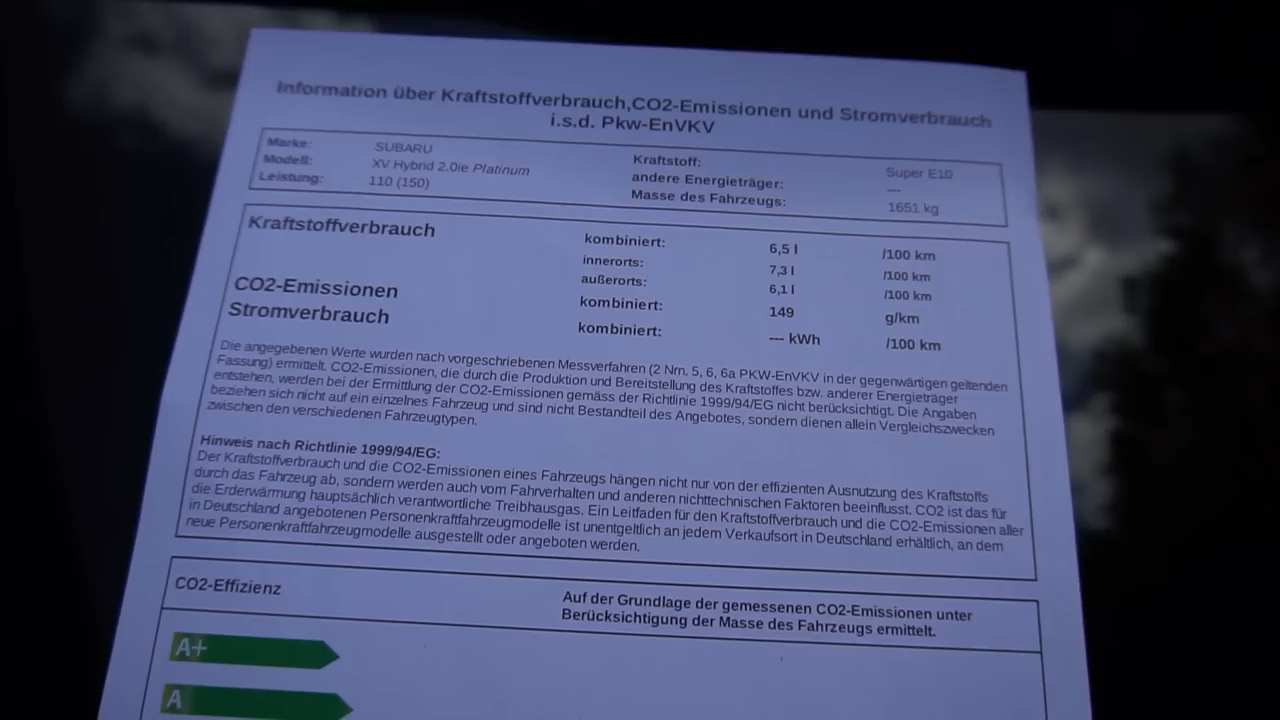 Information über Kraftstoffverbrauch,CO2-Emissionen und Stromverbrauch
i.s.d. Pkw-EnVKV
Marke: SUBARU Kraftstoff: Super E10
Modell: XV Hybrid 2.0ie Platinum andere Energieträger: ---
Leistung: 110 (150) Masse des Fahrzeugs: 1651 kg
Kraftstoffverbrauch kombiniert: 6,5 l /100 km
innerorts: 7,3 l /100 km
außerorts: 6,1 l /100 km
CO2-Emissionen kombiniert: 149 g/km
Stromverbrauch kombiniert: --- kWh /100 km
Die angegebenen Werte wurden nach vorgeschriebenen Messverfahren (2 Nrn. 5, 6, 6a PKW-EnVKV in der gegenwärtigen geltenden
Fassung) ermittelt. CO2-Emissionen, die durch die Produktion und Bereitstellung des Kraftstoffes bzw. anderer Energieträger
entstehen, werden bei der Ermittlung der CO2-Emissionen gemäss der Richtlinie 1999/94/EG nicht berücksichtigt. Die Angaben
beziehen sich nicht auf ein einzelnes Fahrzeug und sind nicht Bestandteil des Angebotes, sondern dienen allein Vergleichszwecken
zwischen den verschiedenen Fahrzeugtypen.
Hinweis nach Richtlinie 1999/94/EG:
Der Kraftstoffverbrauch und die CO2-Emissionen eines Fahrzeugs hängen nicht nur von der effizienten Ausnutzung des Kraftstoffs
durch das Fahrzeug ab, sondern werden auch vom Fahrverhalten und anderen nichttechnischen Faktoren beeinflusst. CO2 ist das für
die Erderwärmung hauptsächlich verantwortliche Treibhausgas. Ein Leitfaden für den Kraftstoffverbrauch und die CO2-Emissionen aller
in Deutschland angebotenen Personenkraftfahrzeugmodelle ist unentgeltlich an jedem Verkaufsort in Deutschland erhältlich, an dem
neue Personenkraftfahrzeugmodelle ausgestellt oder angeboten werden.
CO2-Effizienz Auf der Grundlage der gemessenen CO2-Emissionen unter
Berücksichtigung der Masse des Fahrzeugs ermittelt.
A+
A